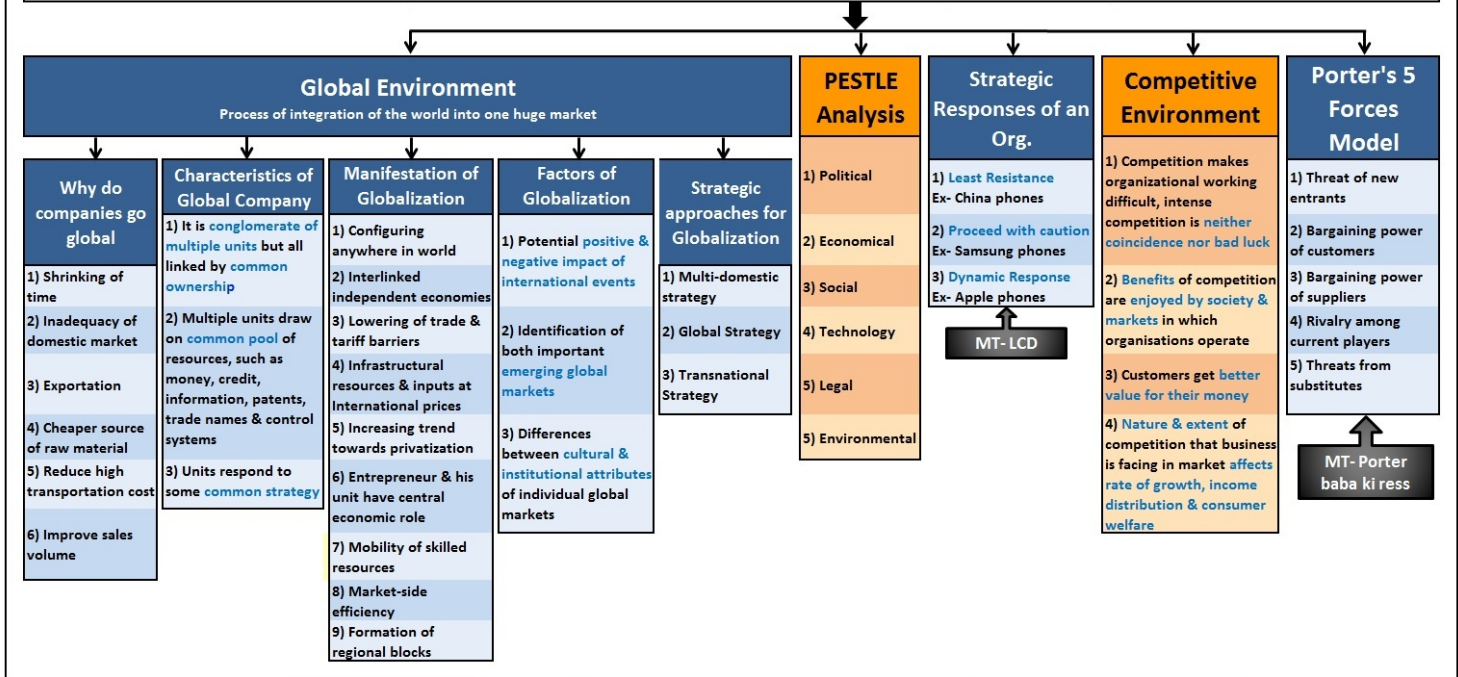 Global Environment
Process of integration of the world into one huge market
Why do
companies go
global
1) Shrinking of
time
2) Inadequacy of
domestic market
3) Exportation
4) Cheaper source
of raw material
5) Reduce high
transportation cost
6) Improve sales
volume
Characteristics of
Global Company
1) It is conglomerate of
multiple units but all
linked by common
ownership
2) Multiple units draw
on common pool of
resources, such as
money, credit,
information, patents,
trade names & control
systems
3) Units respond to
some common strategy
Manifestation of
Globalization
1) Configuring
anywhere in world
2) Interlinked
independent economies
3) Lowering of trade &
tariff barriers
4) Infrastructural
resources & inputs at
International prices
5) Increasing trend
towards privatization
6) Entrepreneur & his
unit have central
economic role
7) Mobility of skilled
resources
8) Market-side
efficiency
9) Formation of
regional blocks
Factors of
Globalization
1) Potential positive &
negative impact of
international events
2) Identification of
both important
emerging global
markets
3) Differences
between cultural &
institutional attributes
of individual global
markets
Strategic
approaches for
Globalization
1) Multi-domestic
strategy
2) Global Strategy
3) Transnational
Strategy
PESTLE
Analysis
1) Political
2) Economical
3) Social
4) Technology
5) Legal
5) Environmental
Strategic
Responses of an
Org.
1) Least Resistance
Ex- China phones
2) Proceed with caution
Ex- Samsung phones
3) Dynamic Response
Ex- Apple phones
MT- LCD
Competitive
Environment
1) Competition makes
organizational working
difficult, intense
competition is neither
coincidence nor bad luck
2) Benefits of competition
are enjoyed by society &
markets in which
organisations operate
3) Customers get better
value for their money
4) Nature & extent of
competition that business
is facing in market affects
rate of growth, income
distribution & consumer
welfare
Porter's 5
Forces
Model
1) Threat of new
entrants
2) Bargaining power
of customers
3) Bargaining power
of suppliers
4) Rivalry among
current players
5) Threats from
substitutes
MT- Porter
baba ki ress